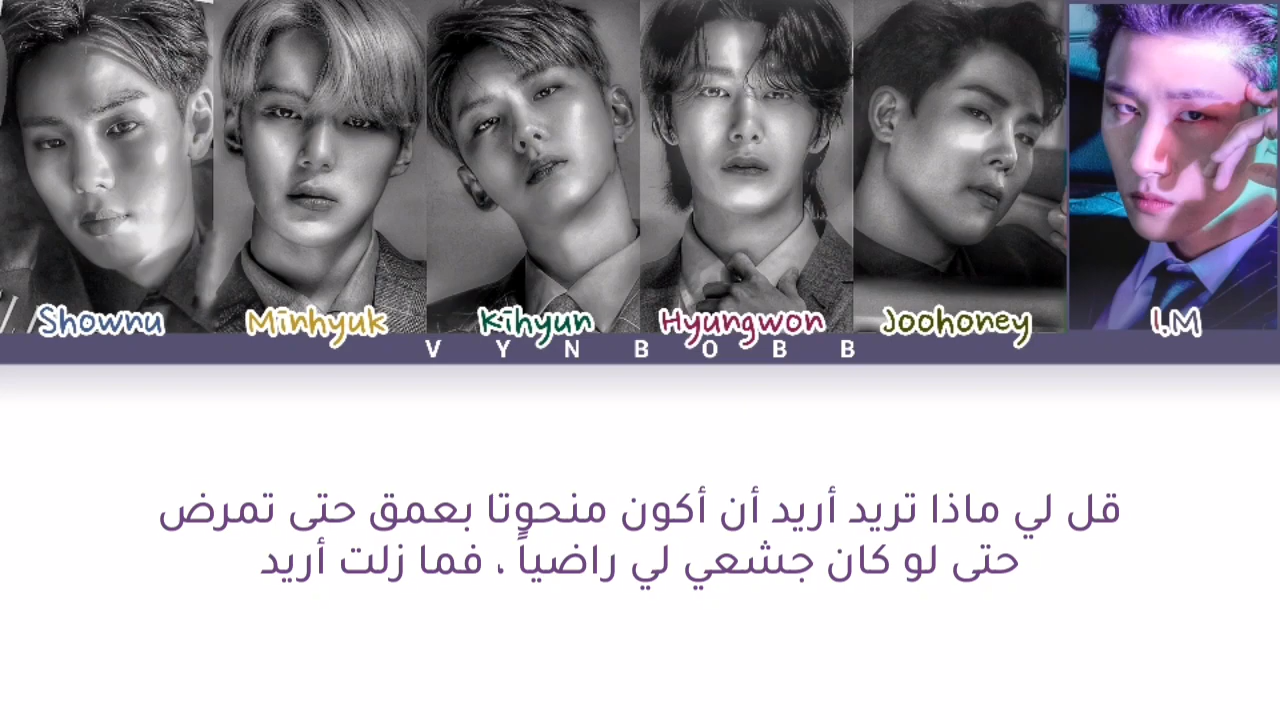 Shownu Minhyuk Kihyun Hyungwon Joohoney I.M
V Y N B O B B
قل لي ماذا تريد أريد أن أكون منحوتا بعمق حتى تمرض
حتى لو كان جشعي لي راضياً ، فما زلت أريد